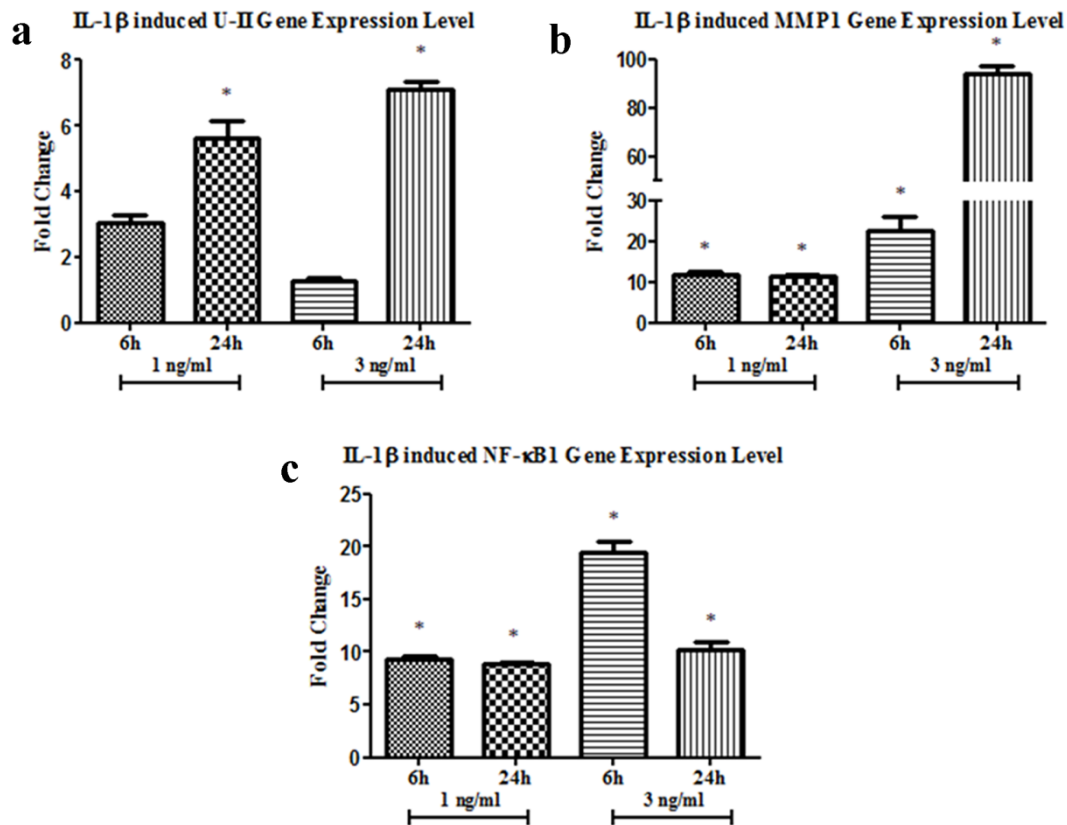 a
IL-1β induced U-II Gene Expression Level
Fold Change
8
6
4
2
0
*
*
6h 24h 6h 24h
1 ng/ml 3 ng/ml
b
IL-1β induced MMP1 Gene Expression Level
Fold Change
100
80
60
30
20
10
0
*
*
*
*
6h 24h 6h 24h
1 ng/ml 3 ng/ml
c
IL-1β induced NF-κB1 Gene Expression Level
Fold Change
25
20
15
10
5
0
*
*
*
*
6h 24h 6h 24h
1 ng/ml 3 ng/ml